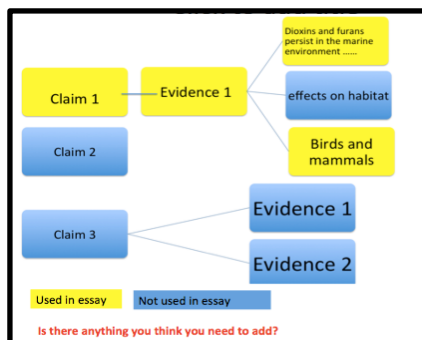 Dioxins and furans
persist in the marine
environment ......
Claim 1
Evidence 1
effects on habitat
Birds and
mammals
Claim 2
Claim 3
Evidence 1
Evidence 2
Used in essay
Not used in essay
Is there anything you think you need to add?